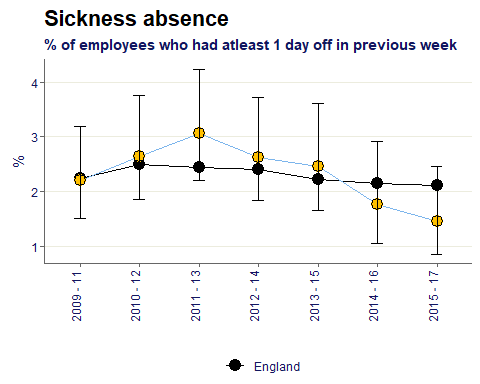 Sickness absence
% of employees who had atleast 1 day off in previous week
4
3
2
1
%
2009 - 11
2010 - 12
2011 - 13
2012 - 14
2013 - 15
2014 - 16
2015 - 17
England